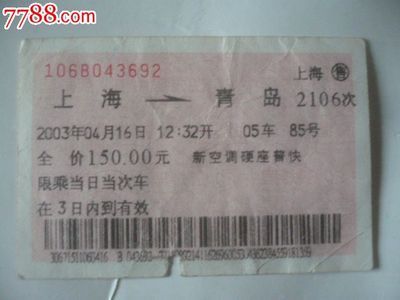 7788.com
106B043692
上海 售
上海 → 青岛 2106次
2003年04月16日 12:32开 05车 85号
全 价150.00元 新空调硬座普快
限乘当日当次车
在3日内到有效